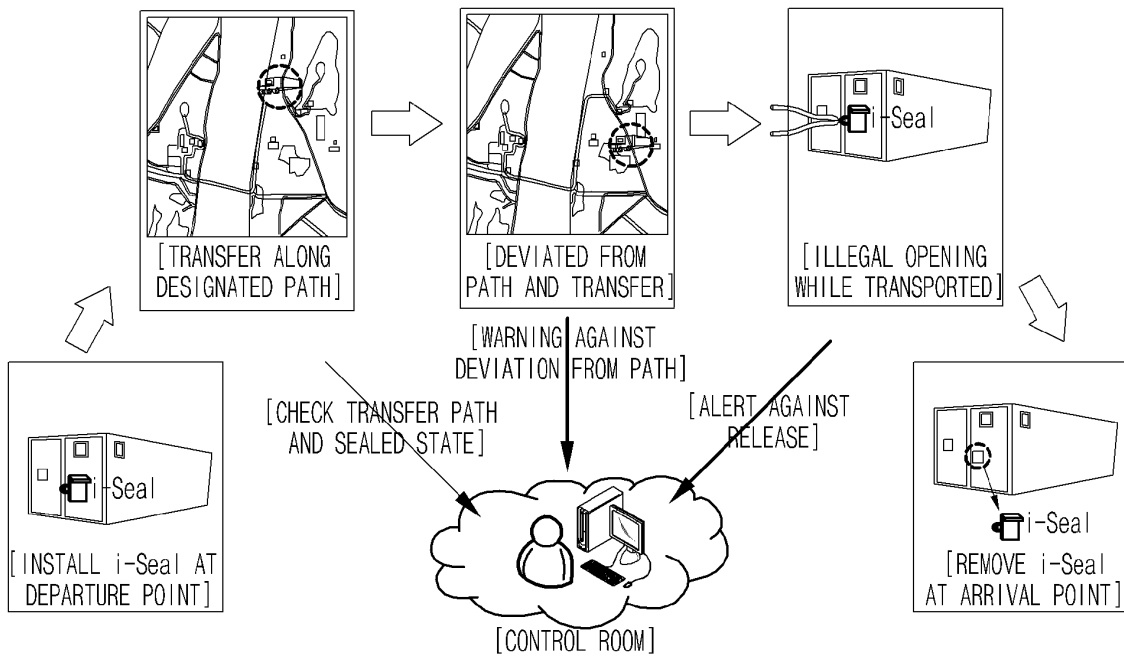 i-Seal
[TRANSFER ALONG
DESIGNATED PATH]
[DEVIATED FROM
PATH AND TRANSFER]
[ILLEGAL OPENING
WHILE TRANSPORTED]
[WARNING AGAINST
DEVIATION FROM PATH]
[CHECK TRANSFER PATH
AND SEALED STATE]
[ALERT AGAINST
RELEASE]
i-Seal
[INSTALL i-Seal AT
DEPARTURE POINT]
i-Seal
[REMOVE i-Seal
AT ARRIVAL POINT]
[CONTROL ROOM]